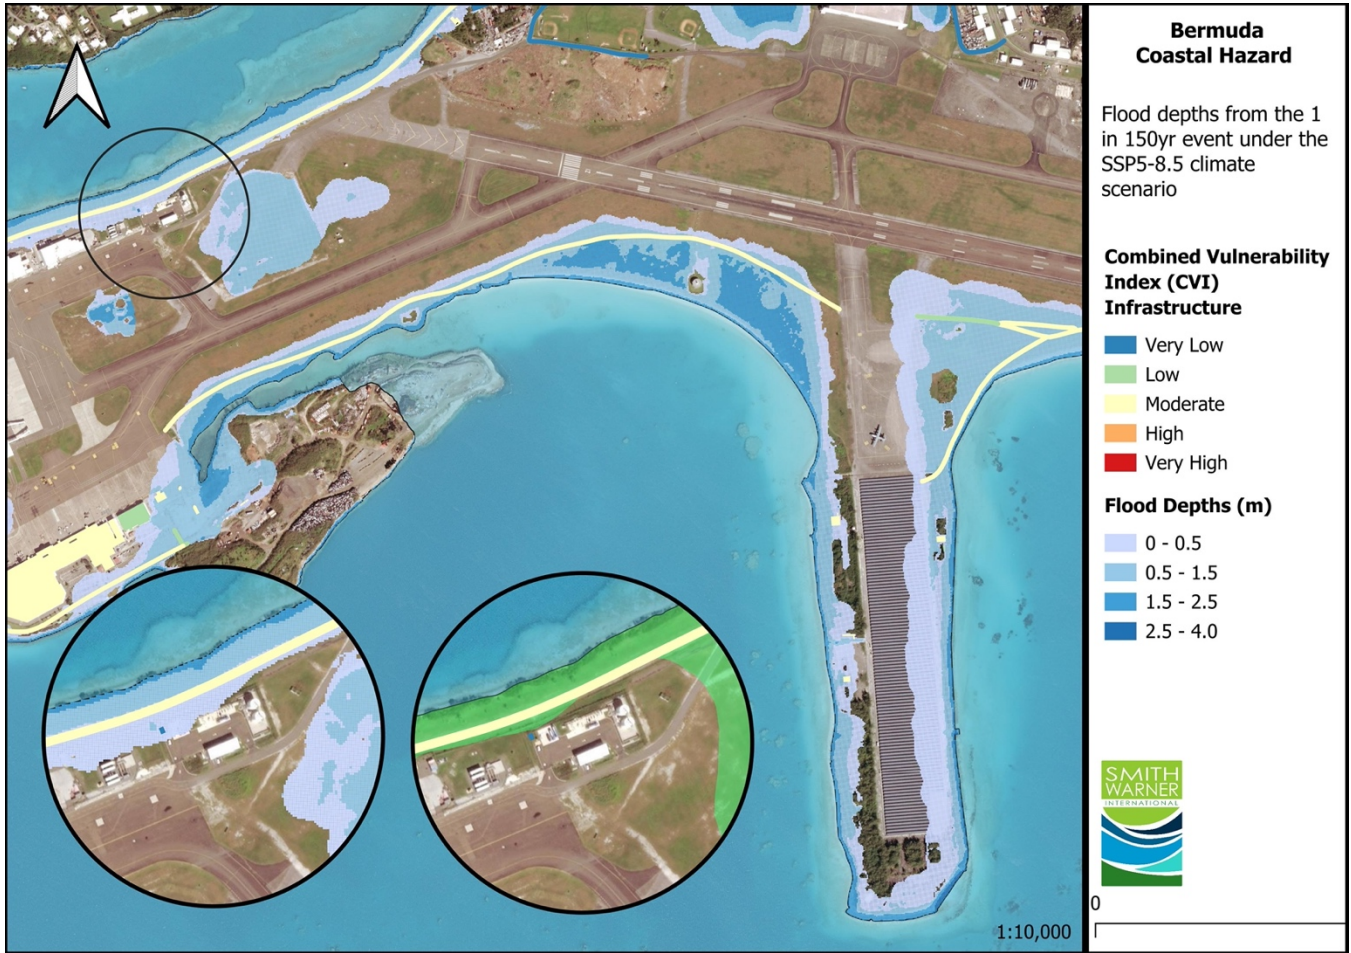 Bermuda
Coastal Hazard
Flood depths from the 1
in 150yr event under the
SSP5-8.5 climate
scenario
Combined Vulnerability
Index (CVI)
Infrastructure
Very Low
Low
Moderate
High
Very High
Flood Depths (m)
0 - 0.5
0.5 - 1.5
1.5 - 2.5
2.5 - 4.0
SMITH
WARNER
INTERNATIONAL
0
1:10,000